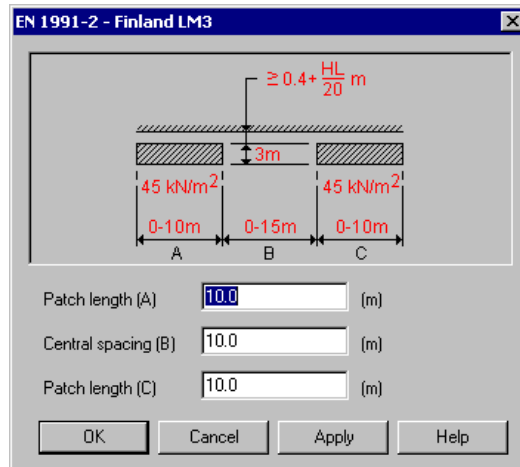 EN 1991-2 - Finland LM3
≧ 0.4+ HL/20 m
3m
45 kN/m² 45 kN/m²
0-10m 0-15m 0-10m
A B C
Patch length (A) 10.0 (m)
Central spacing (B) 10.0 (m)
Patch length (C) 10.0 (m)
OK Cancel Apply Help